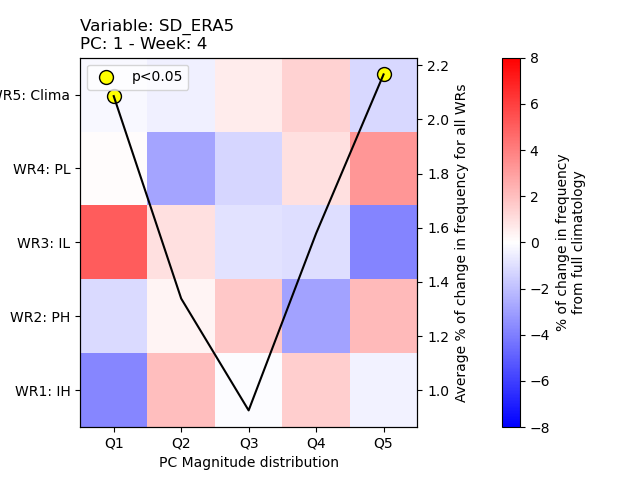 Variable: SD_ERA5
PC: 1 - Week: 4
p<0.05
WR5: Clima
WR4: PL
WR3: IL
WR2: PH
WR1: IH
Q1 Q2 Q3 Q4 Q5
PC Magnitude distribution
2.2
2.0
1.8
1.6
1.4
1.2
1.0
Average % of change in frequency for all WRs
8
6
4
2
0
−2
−4
−6
−8
% of change in frequency
from full climatology